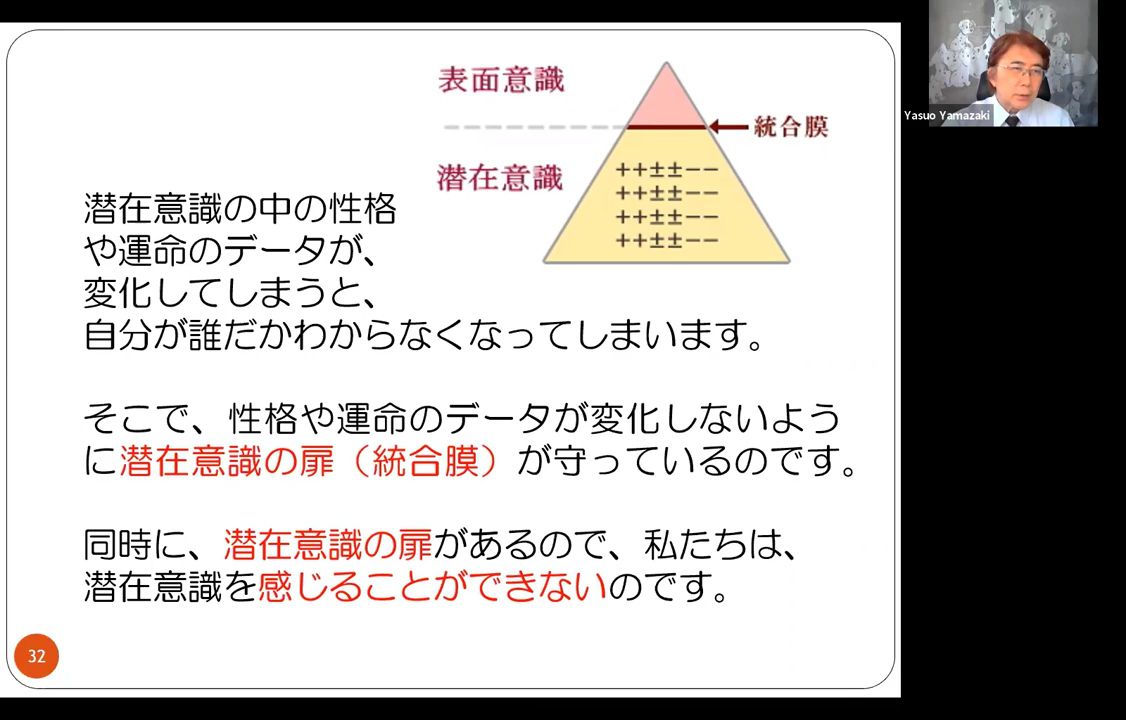 表面意識
統合膜
潜在意識
++±±−−
++±±−−
++±±−−
++±±−−
潜在意識の中の性格
や運命のデータが、
変化してしまうと、
自分が誰だかわからなくなってしまいます。
そこで、性格や運命のデータが変化しないよう
に潜在意識の扉（統合膜）が守っているのです。
同時に、潜在意識の扉があるので、私たちは、
潜在意識を感じることができないのです。
32
Yasuo Yamazaki